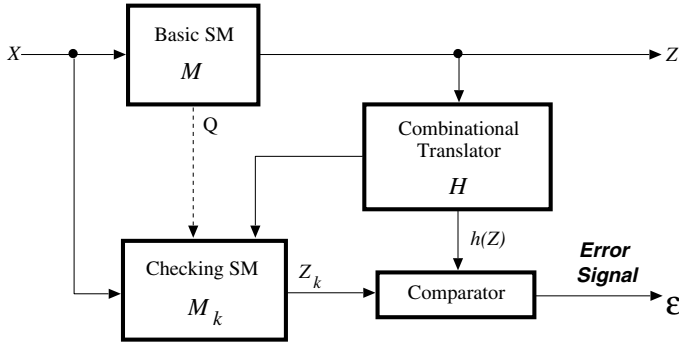 Basic SM
X
M
Z
Q
Combinational
Translator
H
h(Z)
Error
Signal
Checking SM
Z k
M k
Comparator
ε